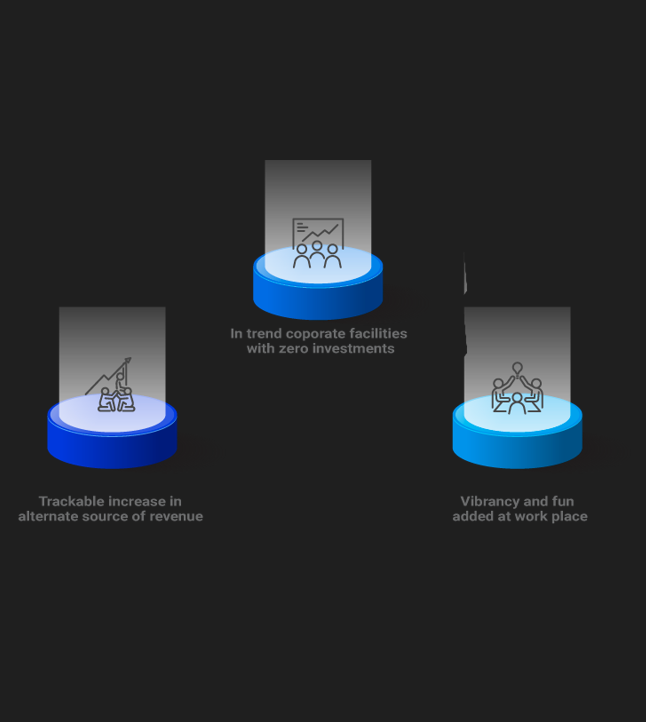 In trend coporate facilities
with zero investments
Trackable increase in
alternate source of revenue
Vibrancy and fun
added at work place